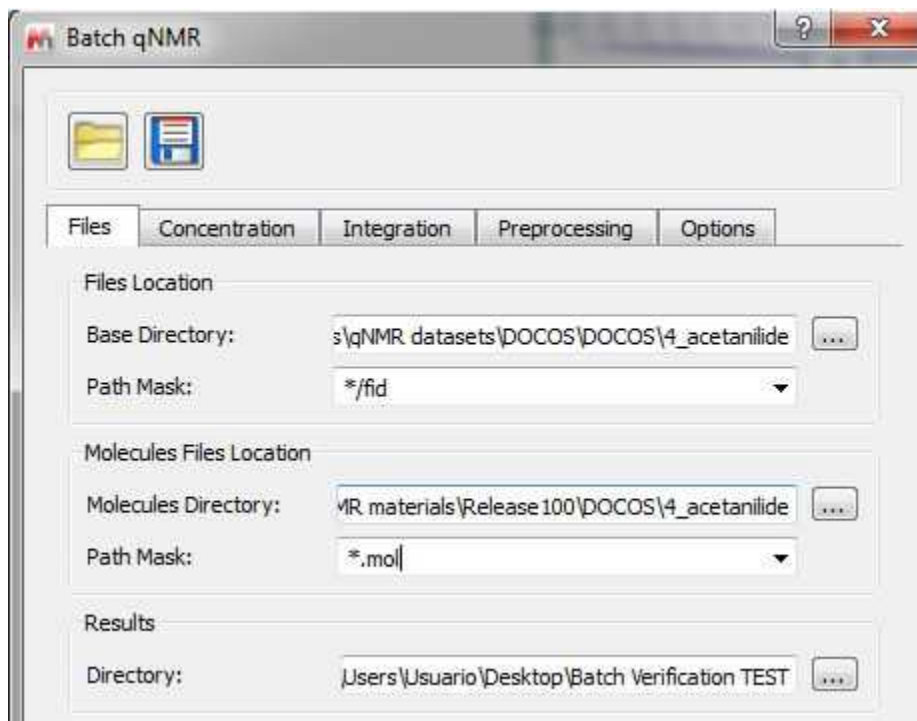 Batch qNMR
Files Concentration Integration Preprocessing Options
Files Location
Base Directory: s\qNMR datasets\DOCOS\DOCOS\4_acetanilide ...
Path Mask: */fid
Molecules Files Location
Molecules Directory: MR materials\Release100\DOCOS\4_acetanilide ...
Path Mask: *.mol
Results
Directory: Users\Usuario\Desktop\Batch Verification TEST ...